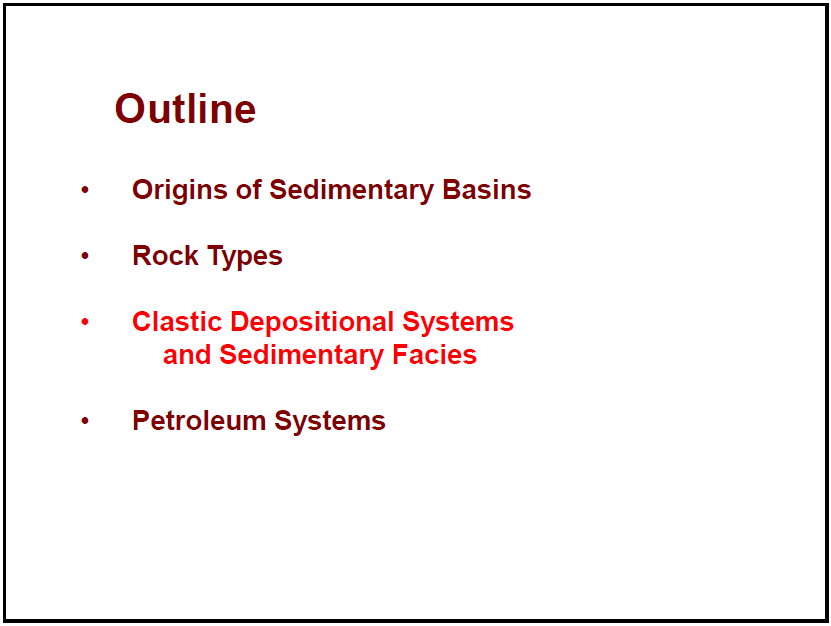 Outline
• Origins of Sedimentary Basins
• Rock Types
• Clastic Depositional Systems
and Sedimentary Facies
• Petroleum Systems